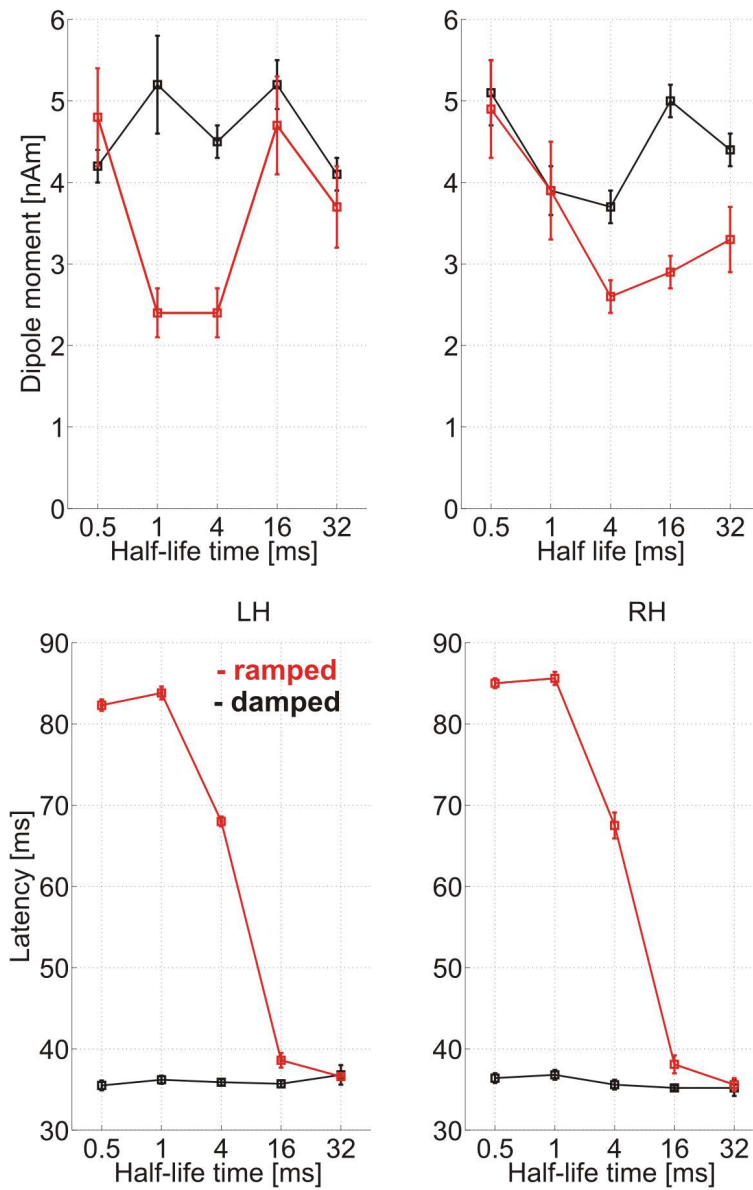 6
5
4
3
2
1
0
Dipole moment [nAm]
0.5 1 4 16 32
Half-life time [ms]
6
5
4
3
2
1
0
0.5 1 4 16 32
Half life [ms]
LH
90
80
70
60
50
40
30
Latency [ms]
- ramped
- damped
0.5 1 4 16 32
Half-life time [ms]
RH
90
80
70
60
50
40
30
0.5 1 4 16 32
Half-life time [ms]